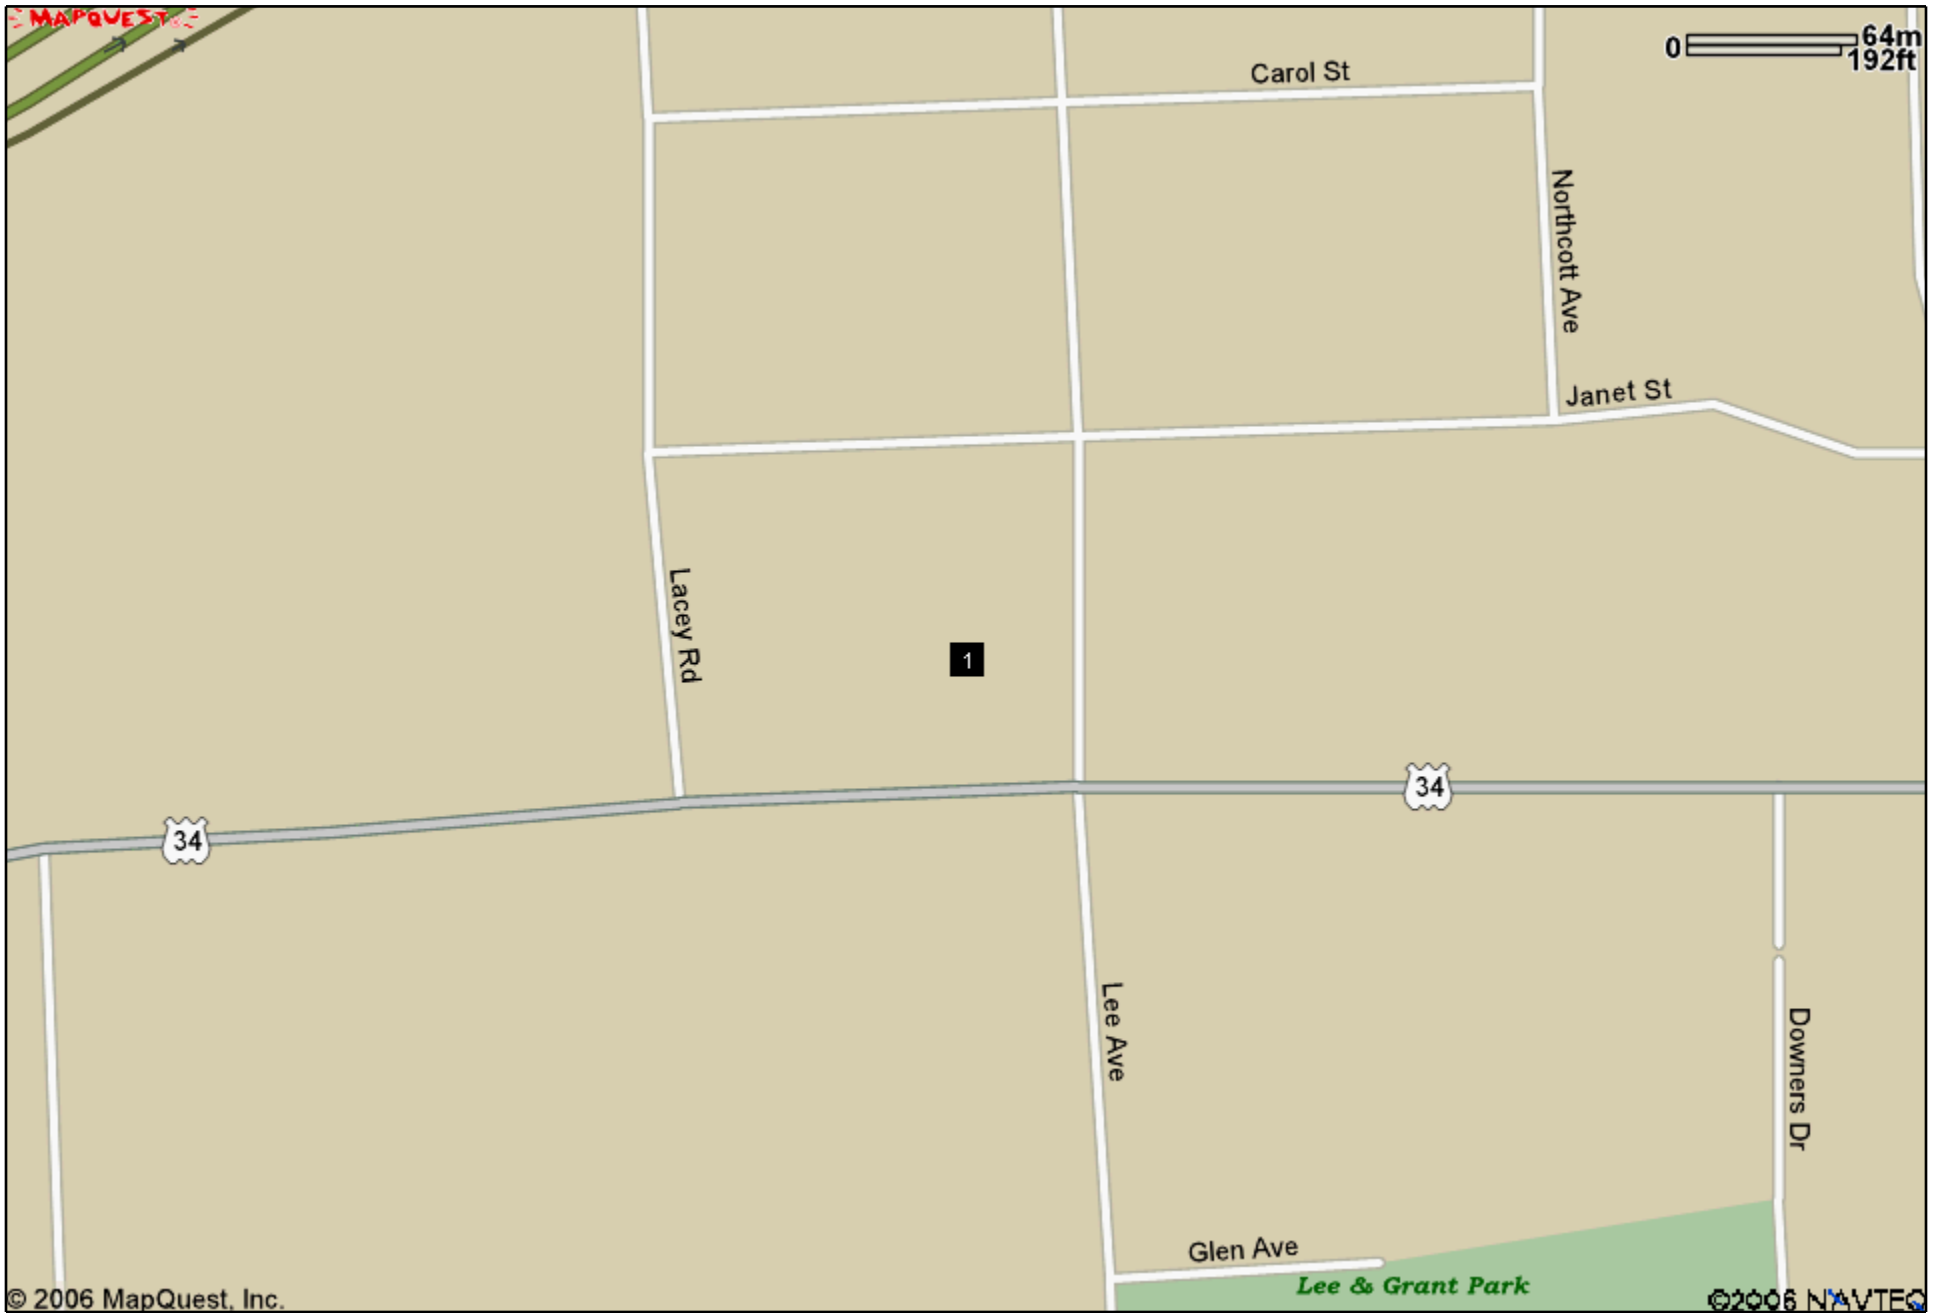 MAPQUEST
0
64m
192ft
Carol St
Northcott Ave
Janet St
Lacey Rd
1
34
34
Lee Ave
Downers Dr
Glen Ave
Lee & Grant Park
© 2006 MapQuest, Inc.
©2006 NAVTEQ